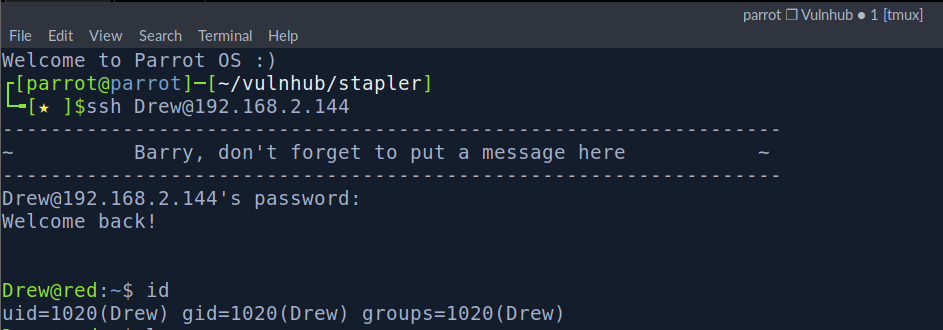 parrot ❐ Vulnhub ● 1 [tmux]
File Edit View Search Terminal Help
Welcome to Parrot OS :)
┌[parrot@parrot]─[~/vulnhub/stapler]
└╼[★ ]$ssh Drew@192.168.2.144
-----------------------------------------------------------------
~          Barry, don't forget to put a message here           ~
-----------------------------------------------------------------
Drew@192.168.2.144's password:
Welcome back!
Drew@red:~$ id
uid=1020(Drew) gid=1020(Drew) groups=1020(Drew)